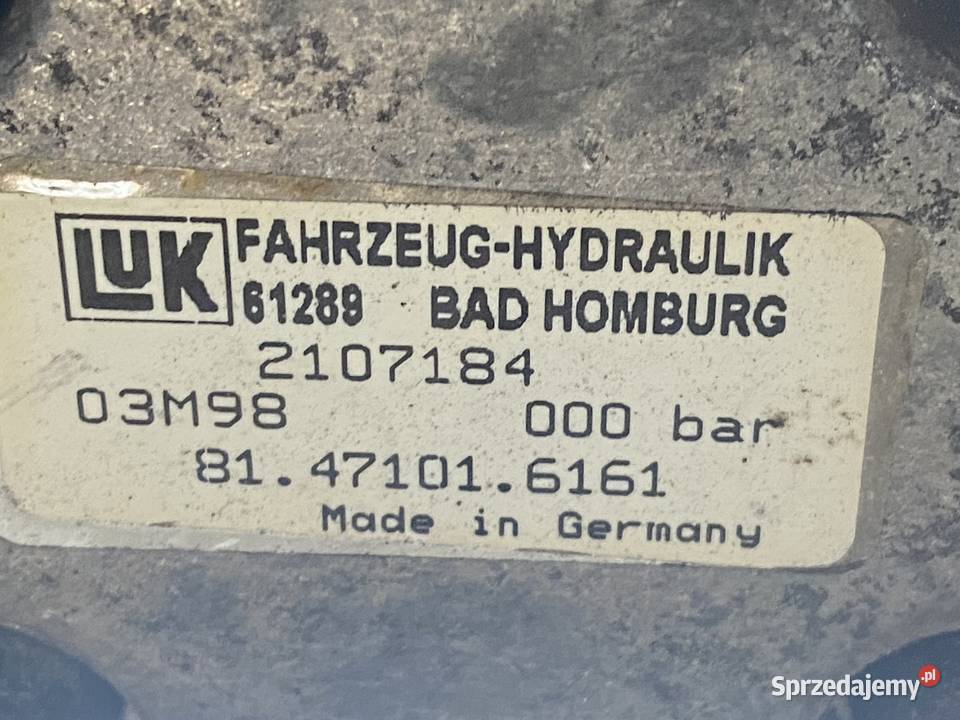 LUK FAHRZEUG-HYDRAULIK
61289 BAD HOMBURG
2107184
03M98 000 bar
81.47101.6161
Made in Germany
Sprzedajemy.pl